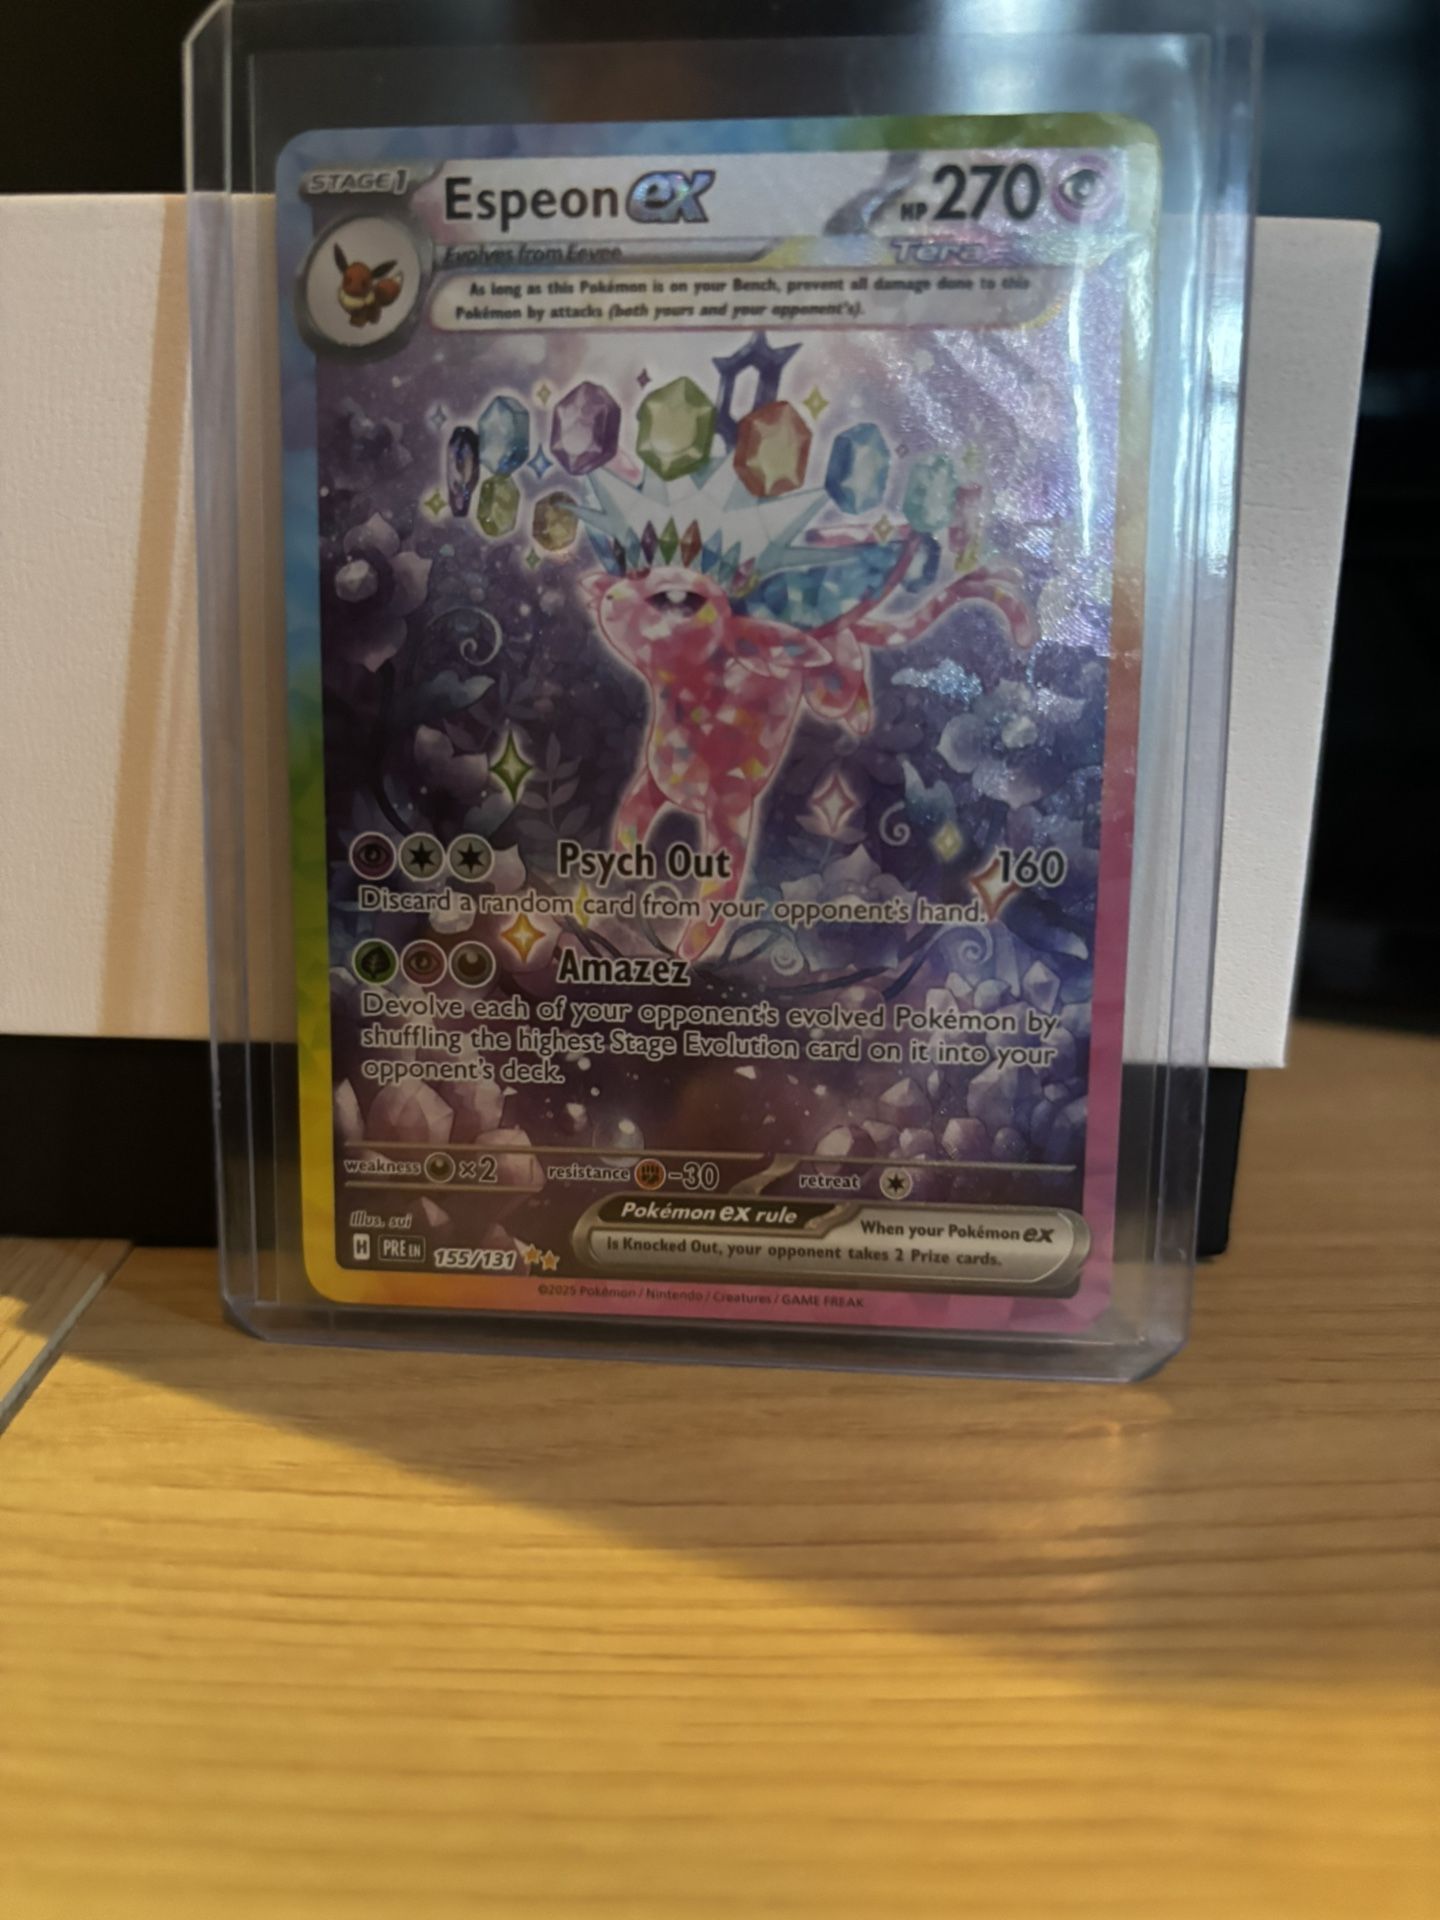 STAGE 1 Espeon ex HP 270
Evolves from Eevee Tera
As long as this Pokémon is on your Bench, prevent all damage done to this
Pokémon by attacks (both yours and your opponent's).
Psych Out 160
Discard a random card from your opponent's hand.
Amazez
Devolve each of your opponent's evolved Pokémon by
shuffling the highest Stage Evolution card on it into your
opponent's deck.
weakness ×2 resistance -30 retreat
Illus. sui
Pokémon ex rule When your Pokémon ex
is Knocked Out, your opponent takes 2 Prize cards.
H PRE EN 155/131
©2025 Pokémon / Nintendo / Creatures / GAME FREAK